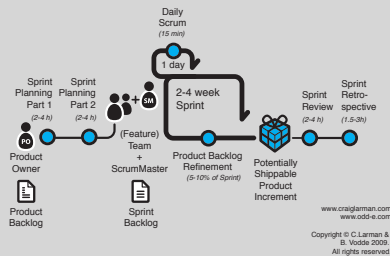 Daily
Scrum
(15 min)
1 day
Sprint
Planning
Part 1
(2-4 h)
Sprint
Planning
Part 2
(2-4 h)
+
SM
2-4 week
Sprint
Sprint
Review
(2-4 h)
Sprint
Retro-
spective
(1.5-3h)
PO
Product
Owner
(Feature)
Team
+
ScrumMaster
Product Backlog
Refinement
(5-10% of Sprint)
Potentially
Shippable
Product
Increment
Product
Backlog
Sprint
Backlog
www.craiglarman.com
www.odd-e.com
Copyright © C.Larman &
B. Vodde 2009.
All rights reserved